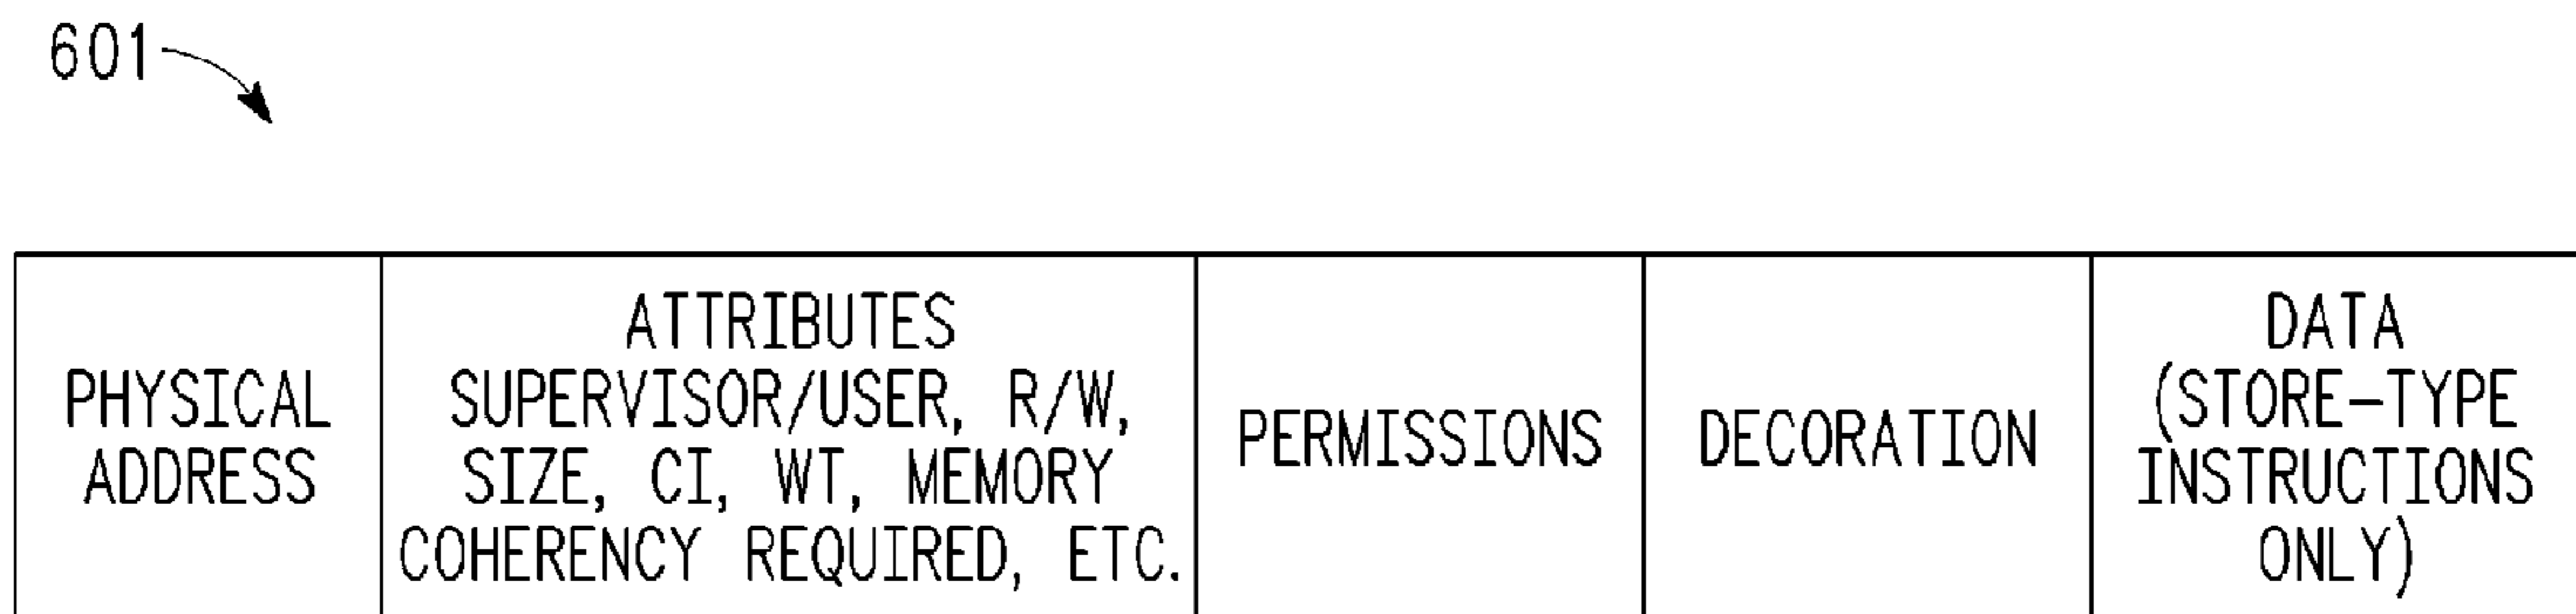 601
PHYSICAL
ADDRESS
ATTRIBUTES
SUPERVISOR/USER, R/W,
SIZE, CI, WT, MEMORY
COHERENCY REQUIRED, ETC.
PERMISSIONS
DECORATION
DATA
(STORE-TYPE
INSTRUCTIONS
ONLY)